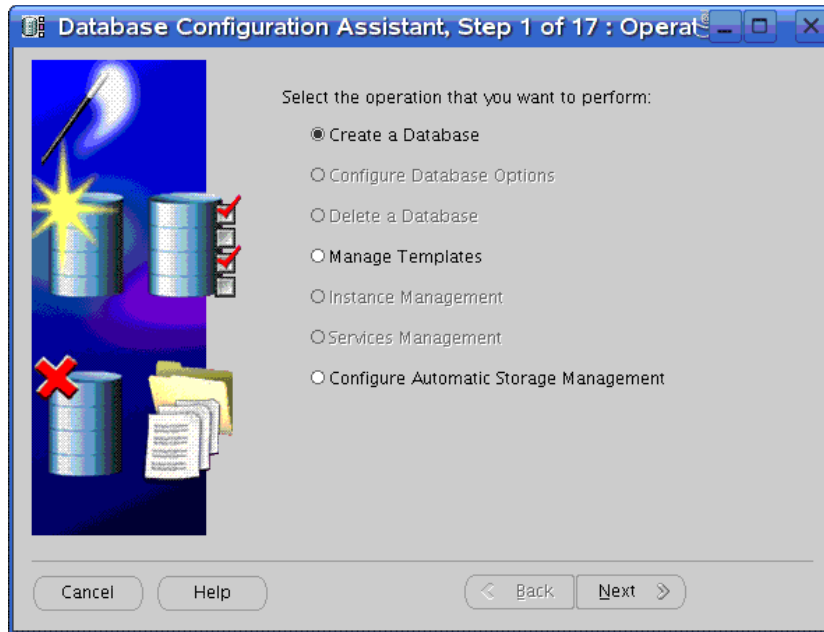 Database Configuration Assistant, Step 1 of 17 : Operat
Select the operation that you want to perform:
Create a Database
Configure Database Options
Delete a Database
Manage Templates
Instance Management
Services Management
Configure Automatic Storage Management
Cancel
Help
Back
Next